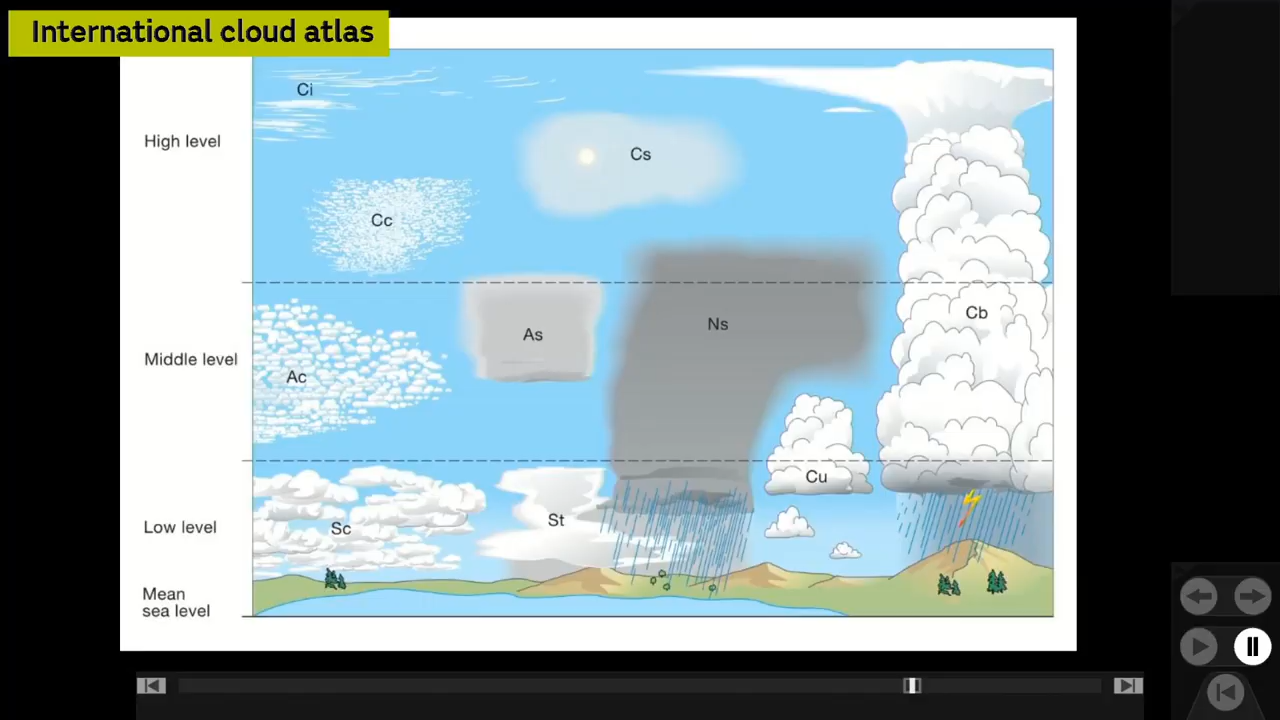 International cloud atlas
Ci
High level
Cs
Cc
Cb
Ns
As
Middle level
Ac
Cu
St
Low level
Sc
Mean
sea level